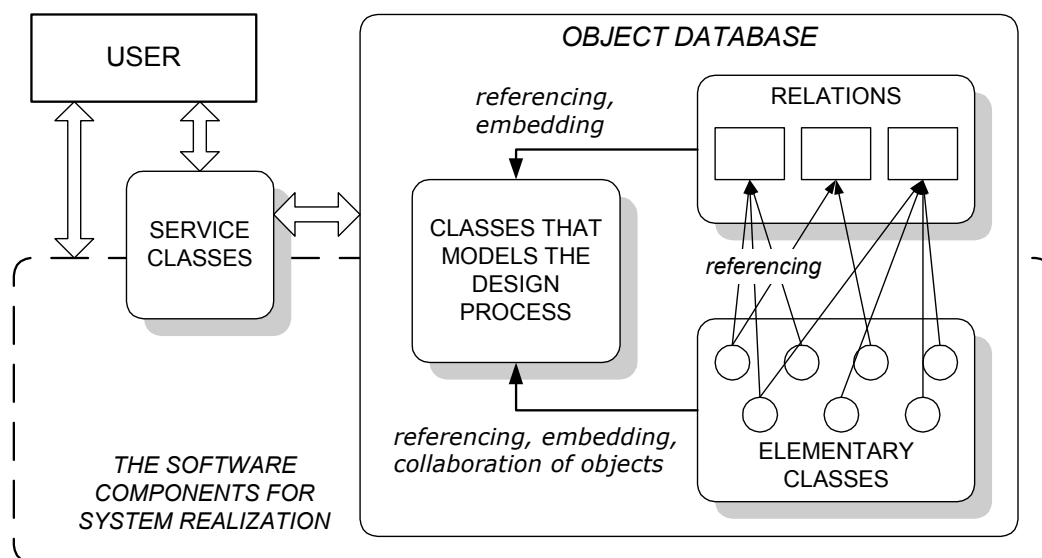 USER
OBJECT DATABASE
referencing,
embedding
RELATIONS
SERVICE
CLASSES
CLASSES THAT
MODELS THE
DESIGN
PROCESS
referencing
referencing, embedding,
collaboration of objects
ELEMENTARY
CLASSES
THE SOFTWARE
COMPONENTS FOR
SYSTEM REALIZATION